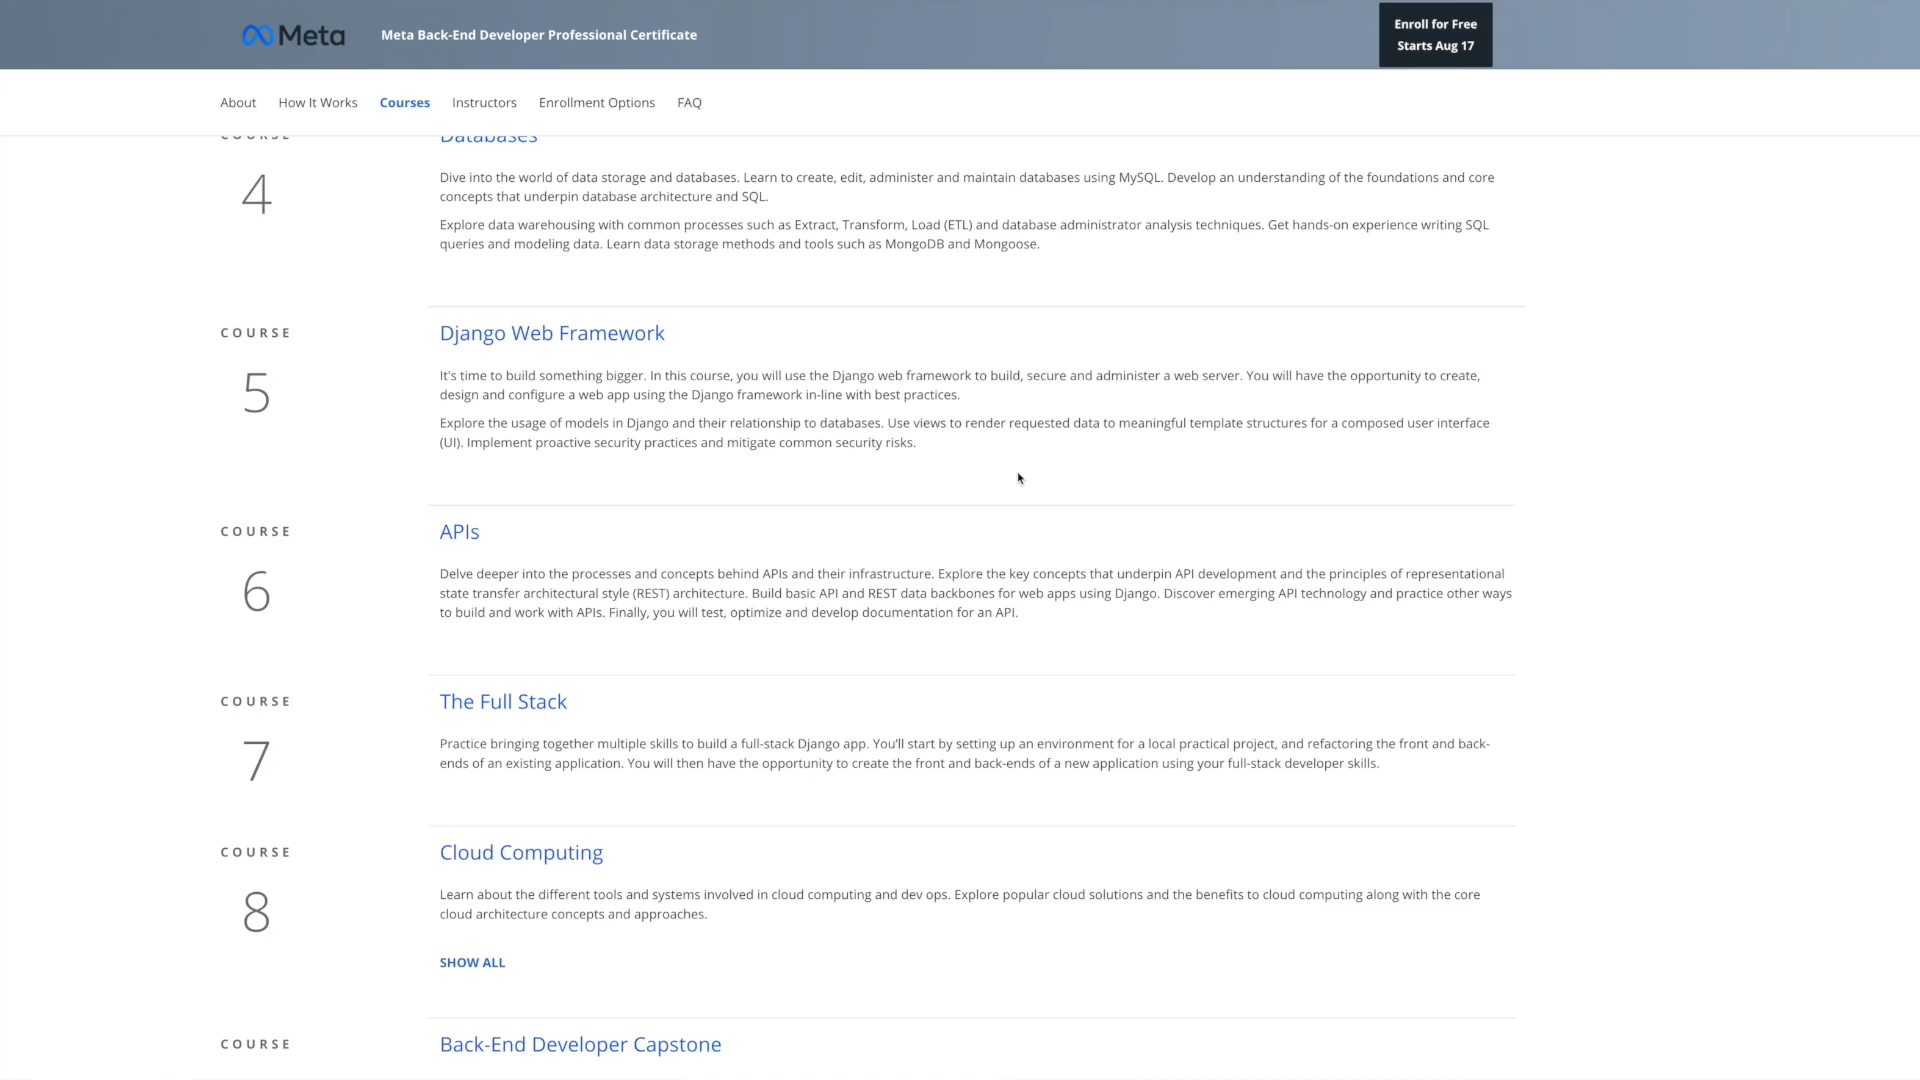 Meta
Meta Back-End Developer Professional Certificate
Enroll for Free
Starts Aug 17
About
How It Works
Courses
Instructors
Enrollment Options
FAQ
COURSE
4
Databases
Dive into the world of data storage and databases. Learn to create, edit, administer and maintain databases using MySQL. Develop an understanding of the foundations and core
concepts that underpin database architecture and SQL.
Explore data warehousing with common processes such as Extract, Transform, Load (ETL) and database administrator analysis techniques. Get hands-on experience writing SQL
queries and modeling data. Learn data storage methods and tools such as MongoDB and Mongoose.
COURSE
5
Django Web Framework
It's time to build something bigger. In this course, you will use the Django web framework to build, secure and administer a web server. You will have the opportunity to create,
design and configure a web app using the Django framework in-line with best practices.
Explore the usage of models in Django and their relationship to databases. Use views to render requested data to meaningful template structures for a composed user interface
(UI). Implement proactive security practices and mitigate common security risks.
COURSE
6
APIs
Delve deeper into the processes and concepts behind APIs and their infrastructure. Explore the key concepts that underpin API development and the principles of representational
state transfer architectural style (REST) architecture. Build basic API and REST data backbones for web apps using Django. Discover emerging API technology and practice other ways
to build and work with APIs. Finally, you will test, optimize and develop documentation for an API.
COURSE
7
The Full Stack
Practice bringing together multiple skills to build a full-stack Django app. You'll start by setting up an environment for a local practical project, and refactoring the front and back-
ends of an existing application. You will then have the opportunity to create the front and back-ends of a new application using your full-stack developer skills.
COURSE
8
Cloud Computing
Learn about the different tools and systems involved in cloud computing and dev ops. Explore popular cloud solutions and the benefits to cloud computing along with the core
cloud architecture concepts and approaches.
SHOW ALL
COURSE
Back-End Developer Capstone